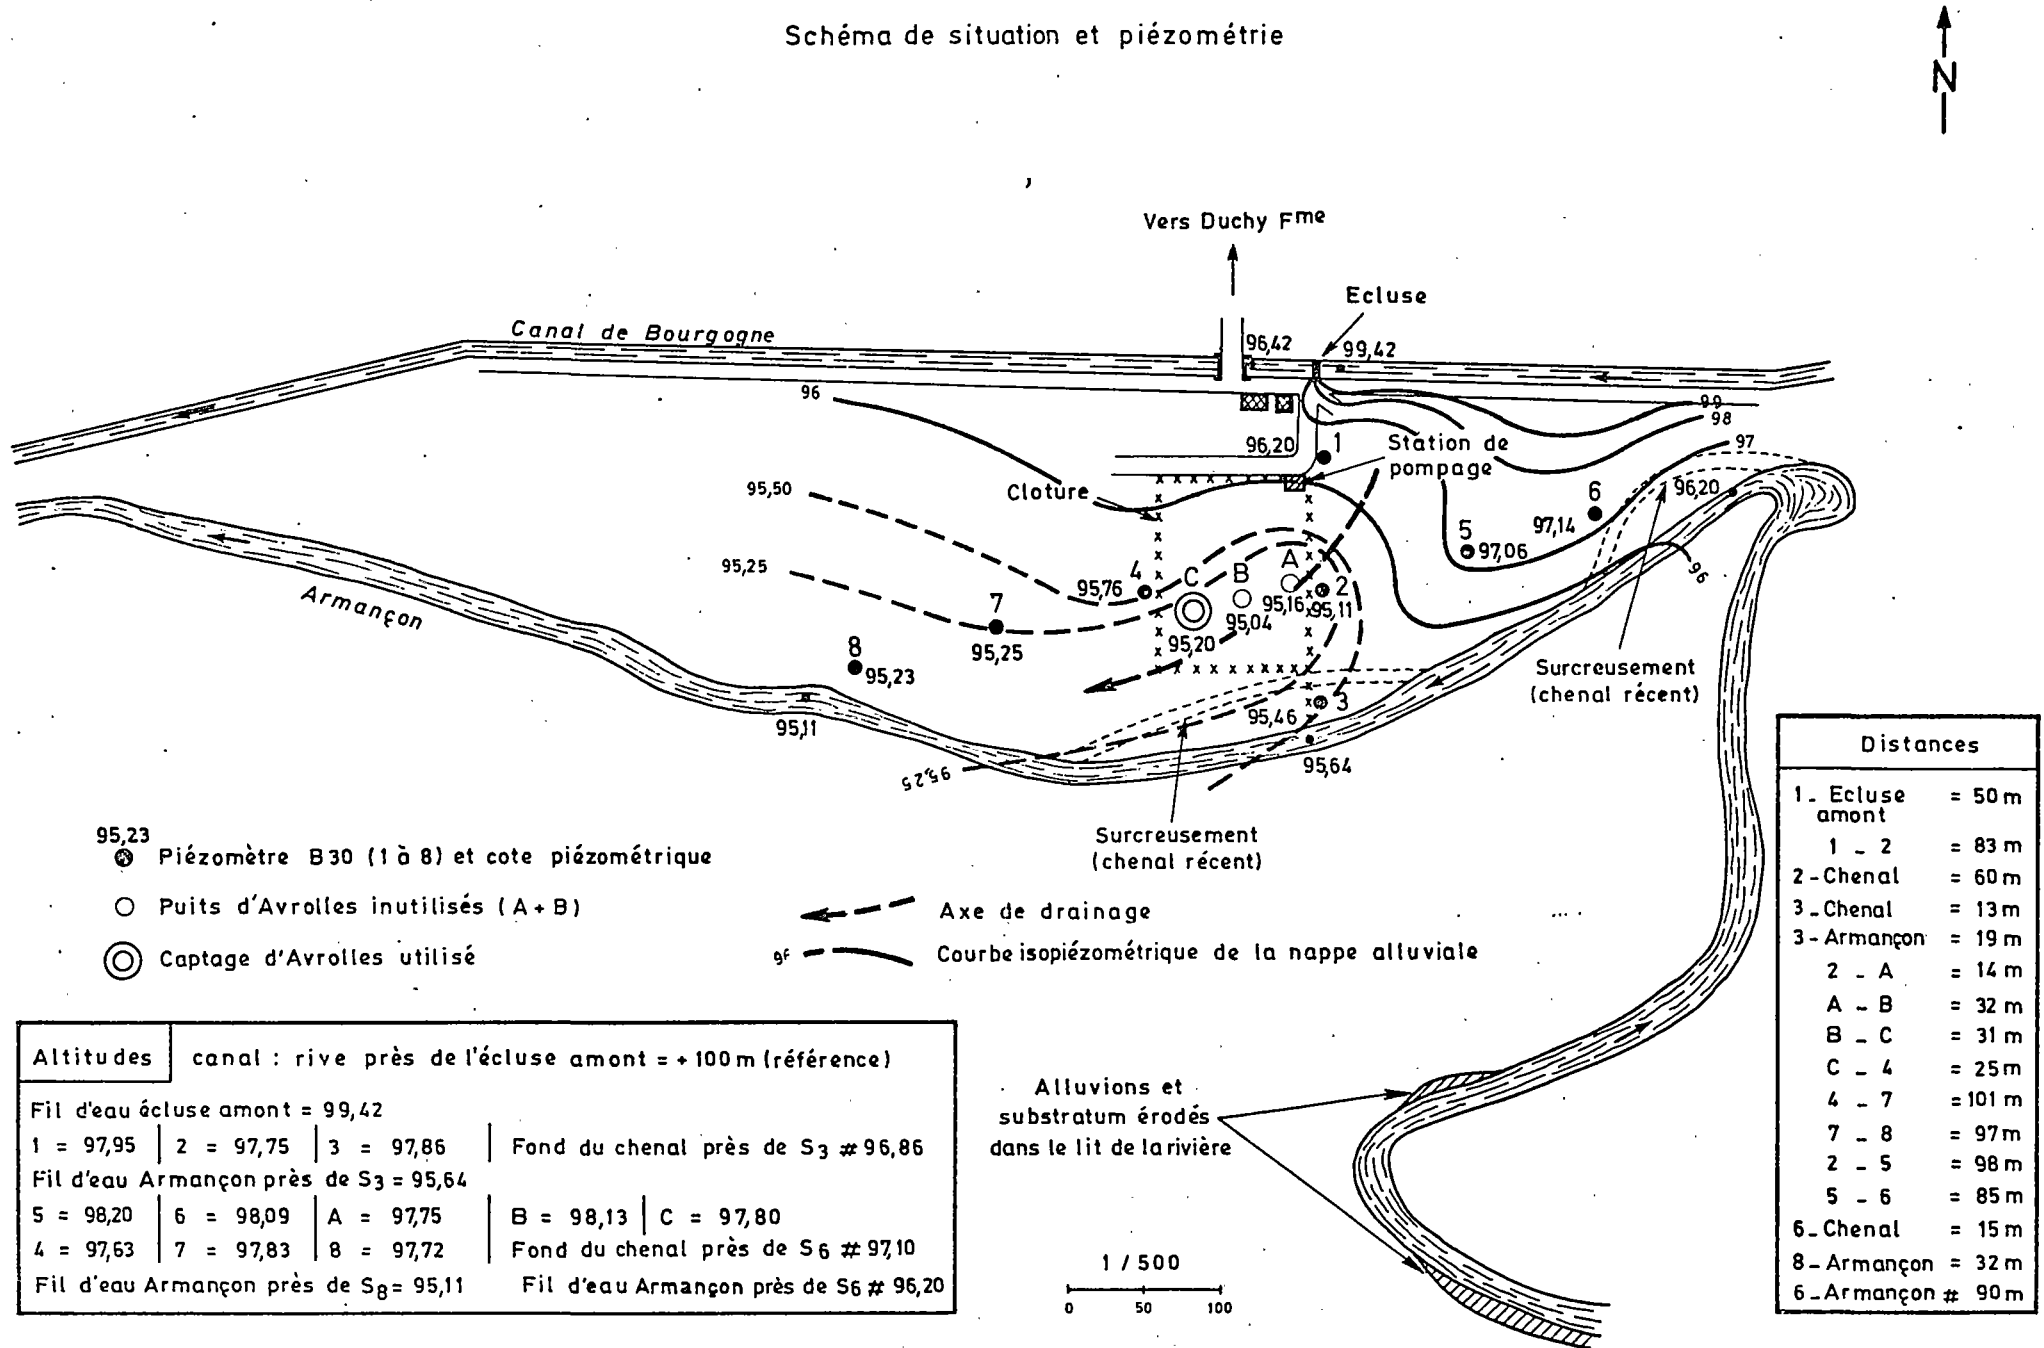 Schéma de situation et piézométrie
N
Vers Duchy Fme
Ecluse
Canal de Bourgogne
96,42
99,42
96
99
98
97
96,20
1
Station de
pompage
Cloture
95,50
6
96,20
97,14
5
97,06
95,25
4
95,76
C
B
A
2
95,16
95,11
95,04
95,20
96
Armançon
7
95,25
8
95,23
Surcreusement
(chenal récent)
3
95,46
95,11
95,64
95,25
Surcreusement
(chenal récent)
95,23
Piézomètre B30 (1 à 8) et cote piézométrique
Puits d'Avrolles inutilisés (A+B)
Captage d'Avrolles utilisé
Axe de drainage
Courbe isopiézométrique de la nappe alluviale
Distances
1_ Ecluse amont = 50 m
1 _ 2 = 83 m
2-Chenal = 60 m
3_Chenal = 13 m
3-Armançon = 19 m
2 - A = 14 m
A - B = 32 m
B - C = 31 m
C - 4 = 25 m
4 - 7 = 101 m
7 - 8 = 97 m
2 - 5 = 98 m
5 - 6 = 85 m
6_Chenal = 15 m
8-Armançon = 32 m
6_Armançon # 90 m
Altitudes
canal : rive près de l'écluse amont = + 100 m (référence)
Fil d'eau écluse amont = 99,42
1 = 97,95 | 2 = 97,75 | 3 = 97,86 | Fond du chenal près de S3 # 96,86
Fil d'eau Armançon près de S3 = 95,64
5 = 98,20 | 6 = 98,09 | A = 97,75 | B = 98,13 | C = 97,80
4 = 97,63 | 7 = 97,83 | 8 = 97,72 | Fond du chenal près de S6 # 97,10
Fil d'eau Armançon près de S8 = 95,11 Fil d'eau Armançon près de S6 # 96,20
Alluvions et
substratum érodés
dans le lit de la rivière
1 / 500
0 50 100